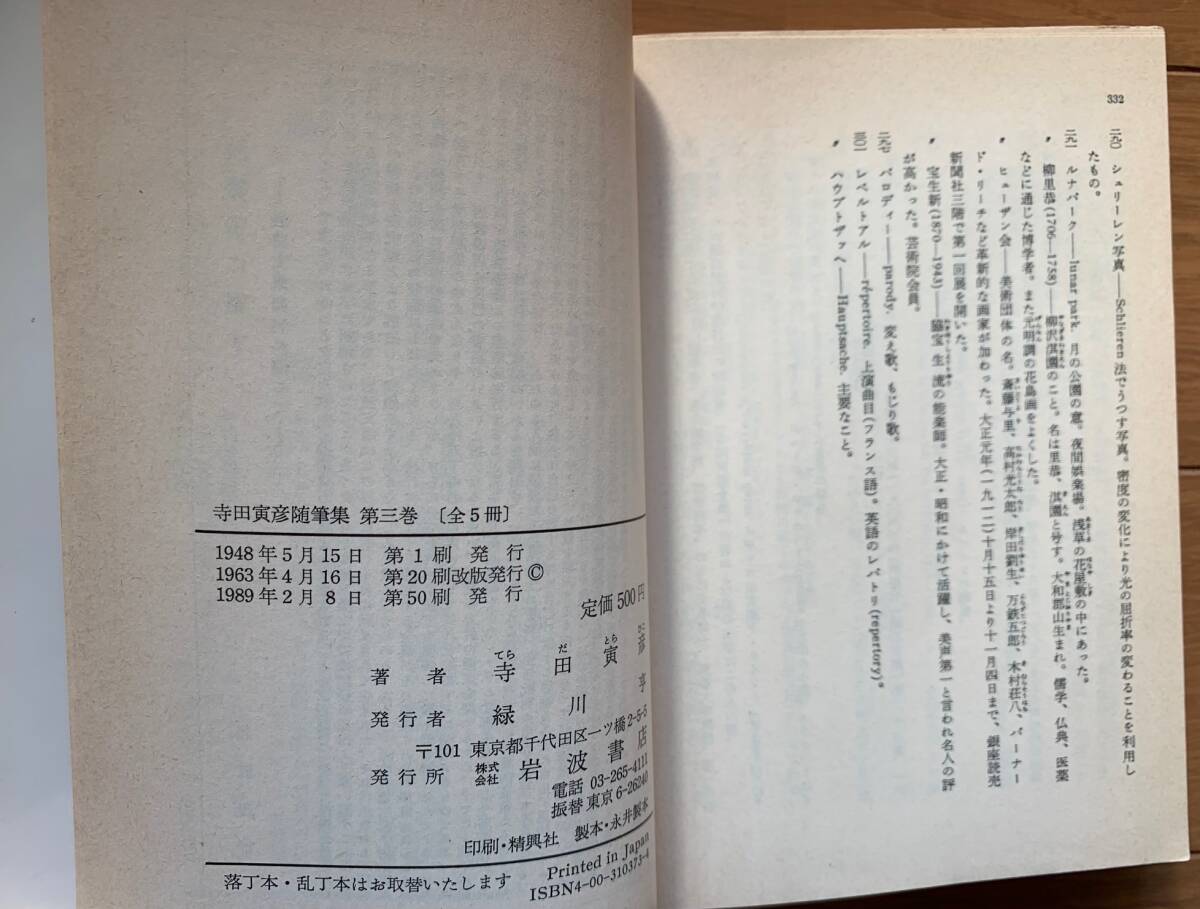 332
二九〇 シュリーレン写真——Schlieren 法でうつす写真。密度の変化により光の屈折率の変わることを利用し
たもの。
二九一 ルナパーク——lunar park. 月の公園の意。夜間娯楽場。浅草の花屋敷の中にあった。
〃 柳里恭(1706—1758)——柳沢淇園のこと。名は里恭、淇園と号す。大和郡山生まれ。儒学、仏典、医薬
などに通じた博学者。また元明調の花鳥画をよくした。
〃 ヒューザン会——美術団体の名。斎藤与里、高村光太郎、岸田劉生、万鉄五郎、木村荘八、バーナー
ド・リーチなど革新的な画家が加わった。大正元年(一九一二)十月十五日より十一月四日まで、銀座読売
新聞社三階で第一回展を開いた。
〃 宝生新(1870—1943)——脇宝生流の能楽師。大正・昭和にかけて活躍し、美声第一と言われ名人の評
が高かった。芸術院会員。
二九七 パロディー——parody. 変え歌、もじり歌。
三〇一 レペルトアル——répertoire. 上演曲目(フランス語)。英語のレパトリ(repertory)。
〃 ハウプトザッヘ——Hauptsache. 主要なこと。
寺田寅彦随筆集 第三巻 〔全5冊〕
1948年5月15日 第1刷発行
1963年4月16日 第20刷改版発行©
1989年2月8日 第50刷発行
定価500円
てら だ とら ひこ
著者 寺田寅彦
発行者 緑川亨
〒101 東京都千代田区一ツ橋2-5-5
発行所 株式会社 岩波書店
電話 03-265-4111
振替 東京6-26240
印刷・精興社 製本・永井製本
落丁本・乱丁本はお取替いたします
Printed in Japan
ISBN4-00-310373-4